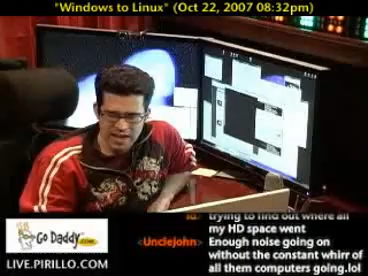 *Windows to Linux* (Oct 22, 2007 08:32pm)
trying to find out where all
my HD space went
<Unclejohn> Enough noise going on
without the constant whirr of
all them computers going.lol
Go Daddy.com
LIVE.PIRILLO.COM